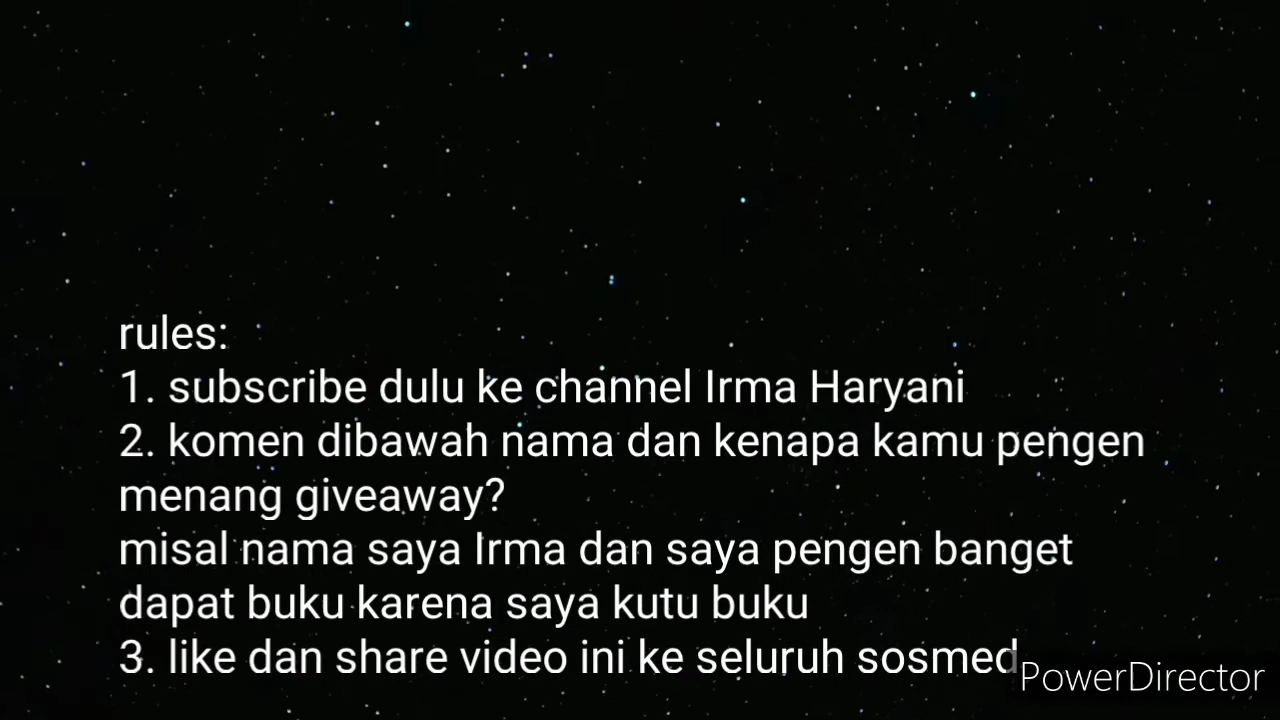 rules:
1. subscribe dulu ke channel Irma Haryani
2. komen dibawah nama dan kenapa kamu pengen
menang giveaway?
misal nama saya Irma dan saya pengen banget
dapat buku karena saya kutu buku
3. like dan share video ini ke seluruh sosmed
PowerDirector